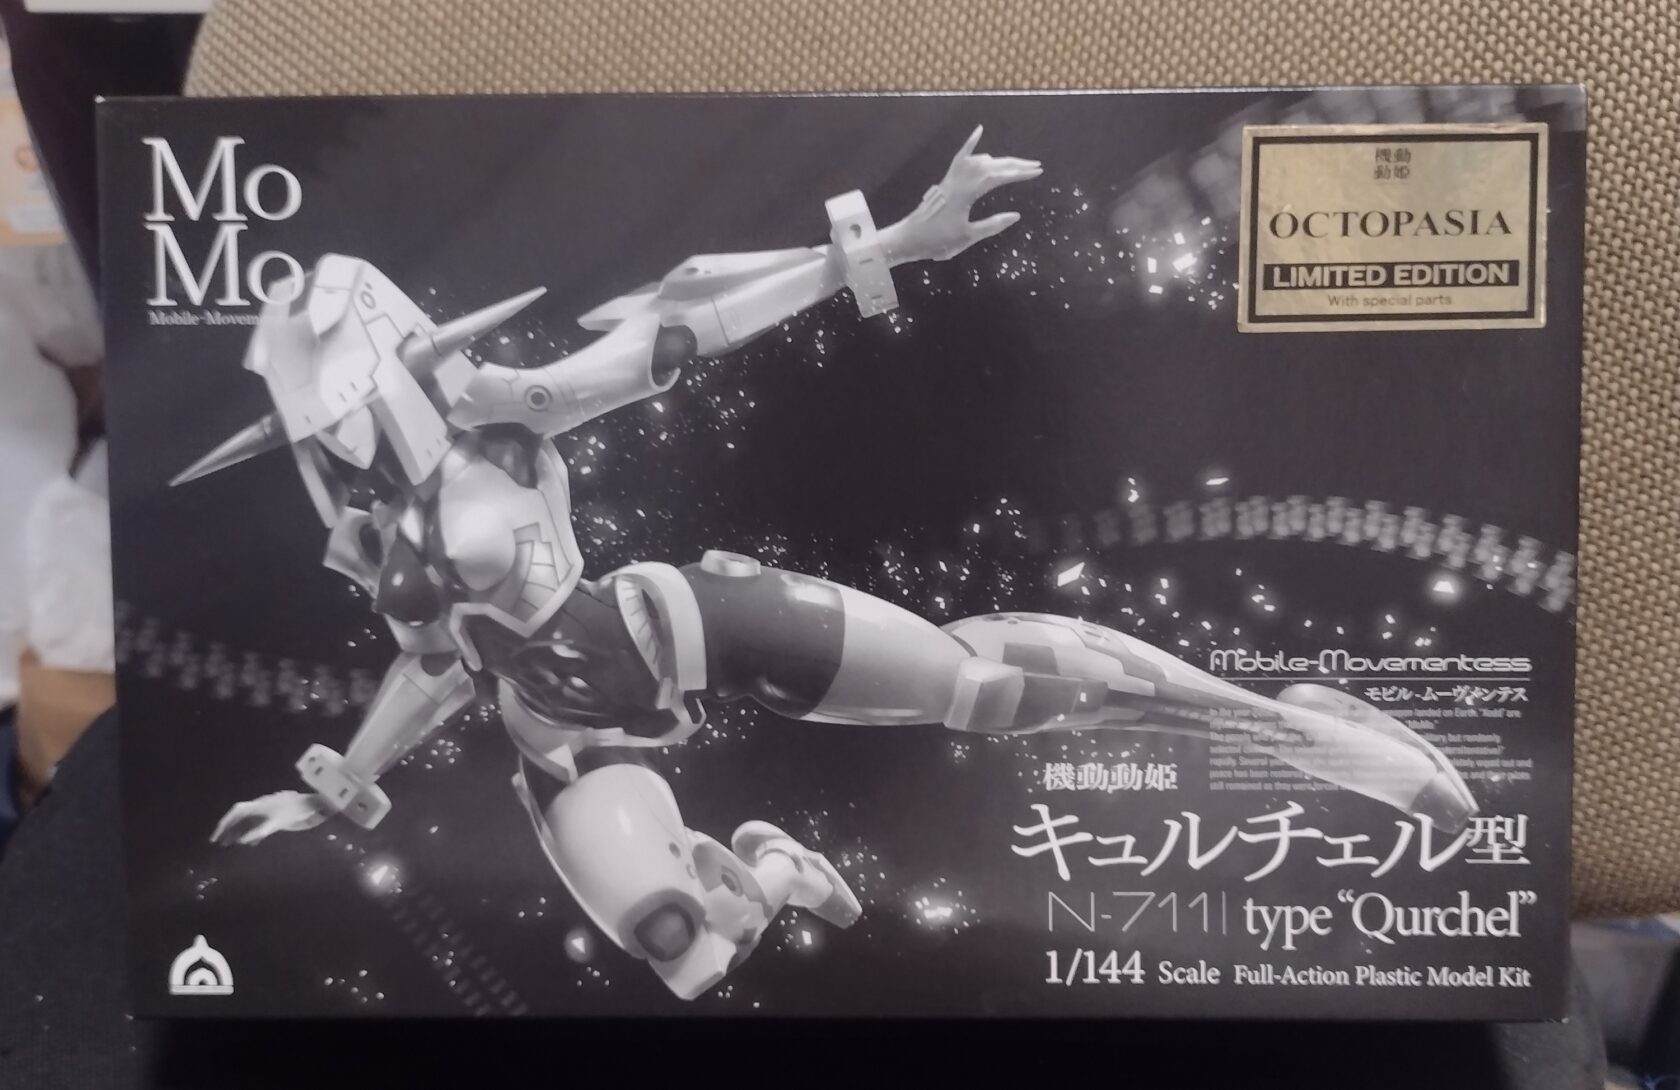 Mo
Mo
Mobile-Movem
機動
動姫
OCTOPASIA
LIMITED EDITION
With special parts
Mobile-Movementess
モビル-ムーヴメンテス
機動動姫
キュルチェル型
N-711 type “Qurchel”
1/144 Scale Full-Action Plastic Model Kit